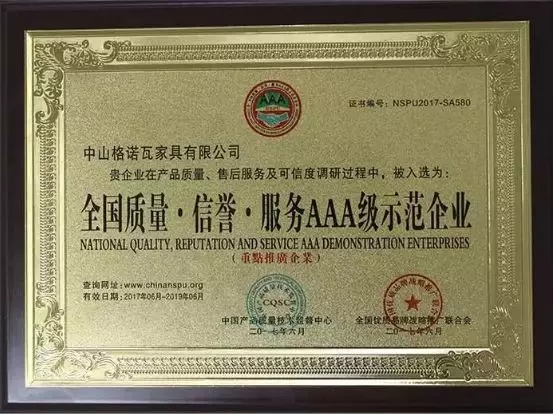 AAA
证书编号：NSPU2017-SA580
中山格诺瓦家具有限公司
贵企业在产品质量、售后服务及可信度调研过程中，被入选为：
全国质量·信誉·服务AAA级示范企业
NATIONAL QUALITY, REPUTATION AND SERVICE AAA DEMONSTRATION ENTERPRISES
（重點推廣企業）
查询网址：www.chinanspu.org
有效日期：2017年06月-2019年06月
CQSC
中国产品质量技术监督中心
二〇一七年六月
全国优质品牌战略推广联合会
二〇一七年六月